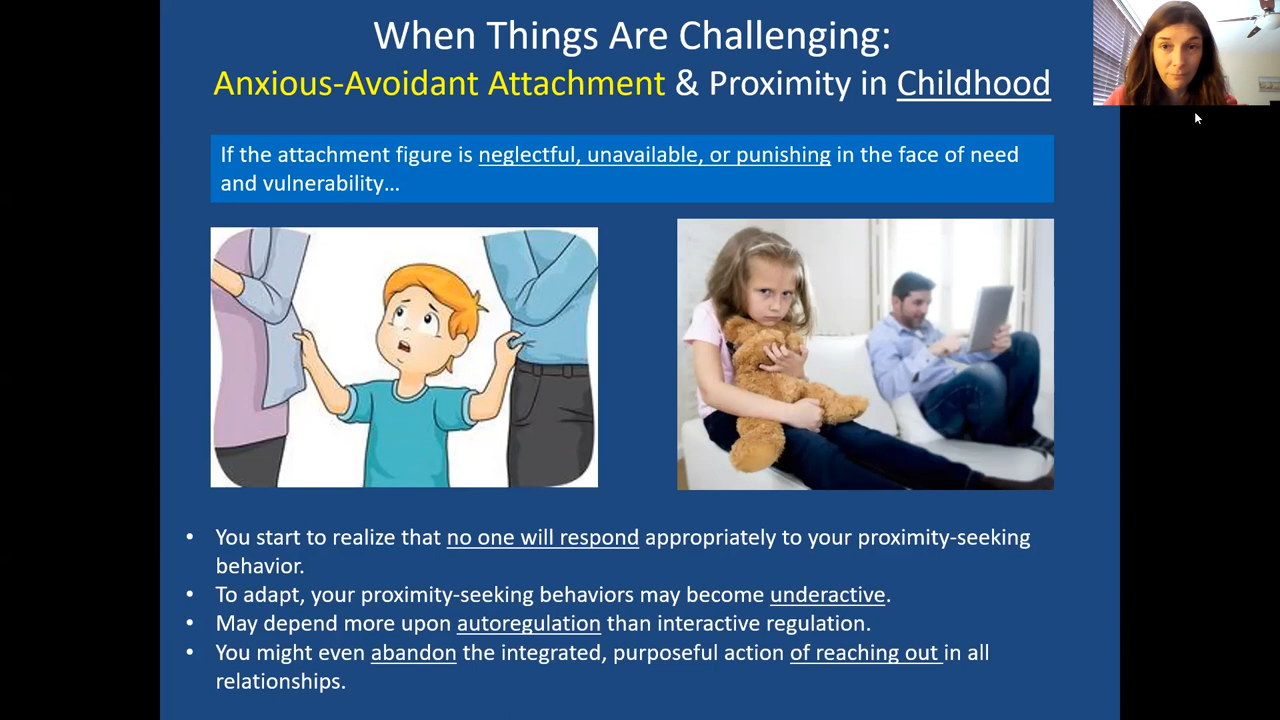 When Things Are Challenging:
Anxious-Avoidant Attachment & Proximity in Childhood
If the attachment figure is neglectful, unavailable, or punishing in the face of need
and vulnerability…
• You start to realize that no one will respond appropriately to your proximity-seeking
behavior.
• To adapt, your proximity-seeking behaviors may become underactive.
• May depend more upon autoregulation than interactive regulation.
• You might even abandon the integrated, purposeful action of reaching out in all
relationships.